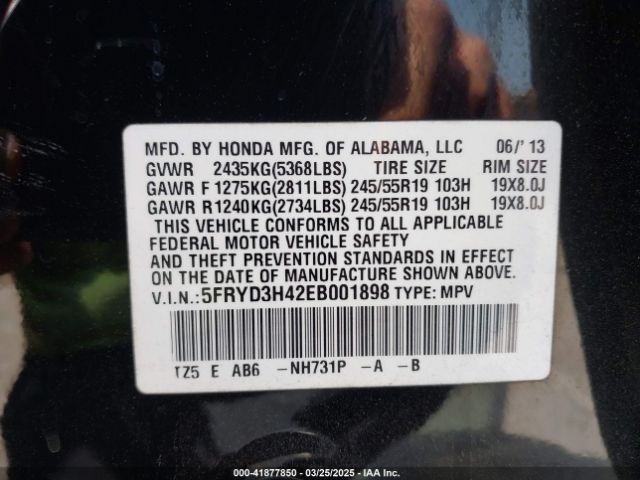 MFD. BY HONDA MFG. OF ALABAMA, LLC 06/' 13
GVWR 2435KG(5368LBS) TIRE SIZE RIM SIZE
GAWR F 1275KG(2811LBS) 245/55R19 103H 19X8.0J
GAWR R 1240KG(2734LBS) 245/55R19 103H 19X8.0J
THIS VEHICLE CONFORMS TO ALL APPLICABLE
FEDERAL MOTOR VEHICLE SAFETY
AND THEFT PREVENTION STANDARDS IN EFFECT
ON THE DATE OF MANUFACTURE SHOWN ABOVE.
V.I.N.: 5FRYD3H42EB001898 TYPE: MPV
TZ5 E AB6 -NH731P -A -B
000-41877850 | 03/25/2025 | IAA Inc.